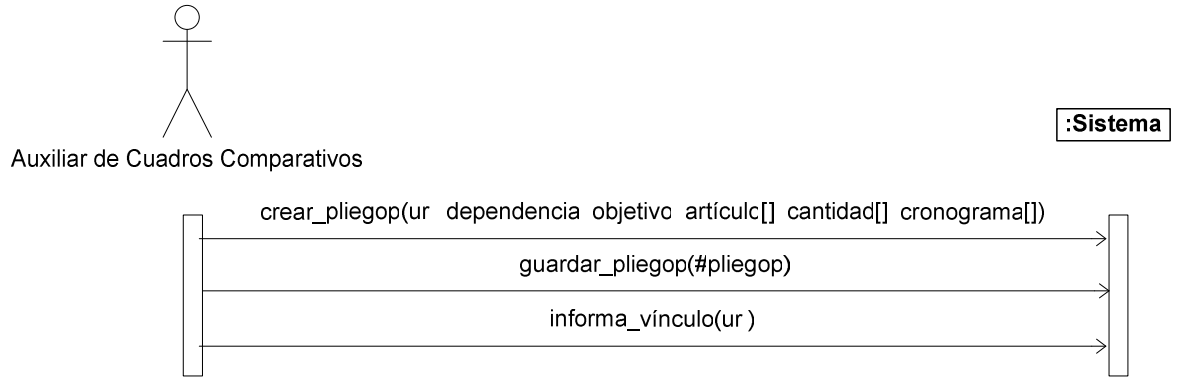 :Sistema
Auxiliar de Cuadros Comparativos
crear_pliegop(ur dependencia objetivo artículo[] cantidad[] cronograma[])
guardar_pliegop(#pliegop)
informa_vínculo(ur )